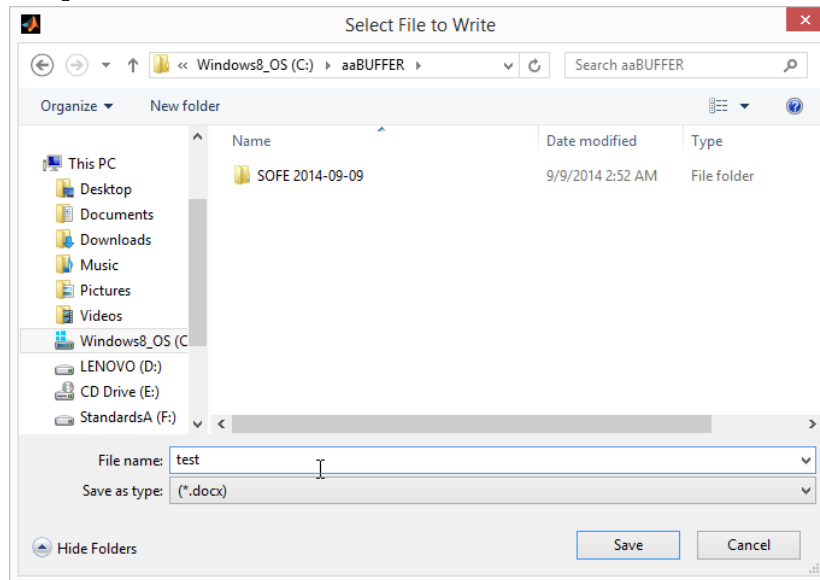 Select File to Write
« Windows8_OS (C:) ▸ aaBUFFER ▸ Search aaBUFFER
Organize ▾ New folder
Name Date modified Type
This PC
SOFE 2014-09-09 9/9/2014 2:52 AM File folder
Desktop
Documents
Downloads
Music
Pictures
Videos
Windows8_OS (C
LENOVO (D:)
CD Drive (E:)
StandardsA (F:)
File name: test
Save as type: (*.docx)
Hide Folders Save Cancel